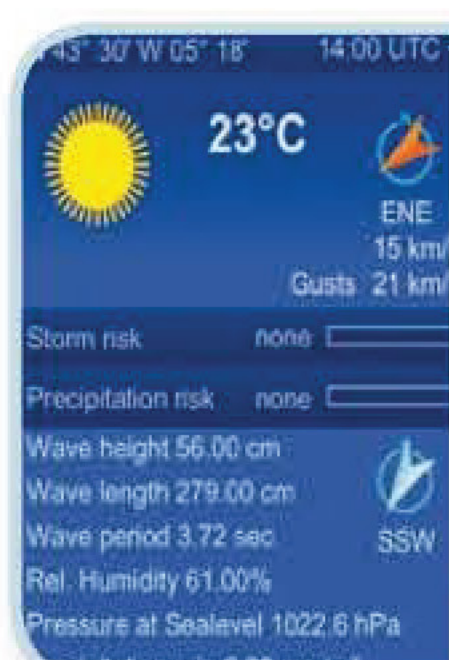 43° 30' W 05° 18' 14:00 UTC
23°C
ENE
15 km/
Gusts 21 km/
Storm risk none
Precipitation risk none
Wave height 56.00 cm
Wave length 279.00 cm
Wave period 3.72 sec
SSW
Rel. Humidity 61.00%
Pressure at Sealevel 1022.6 hPa